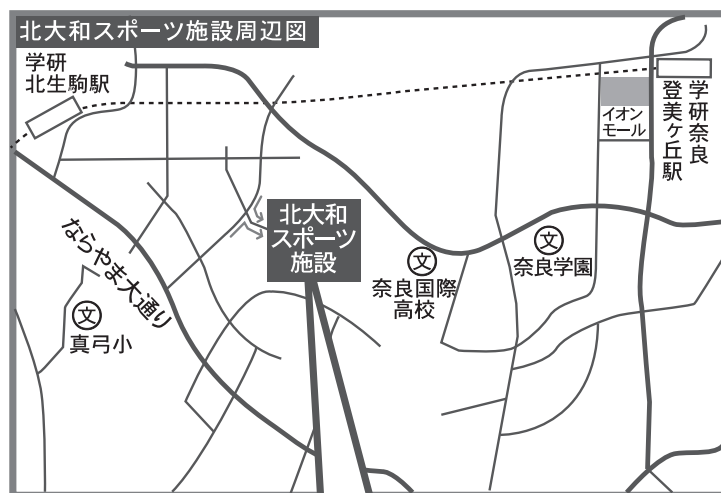 北大和スポーツ施設周辺図
学研
北生駒駅
学研奈良
登美ヶ丘駅
イオン
モール
北大和
スポーツ
施設
ならやま大通り
文
奈良国際
高校
文
奈良学園
文
真弓小